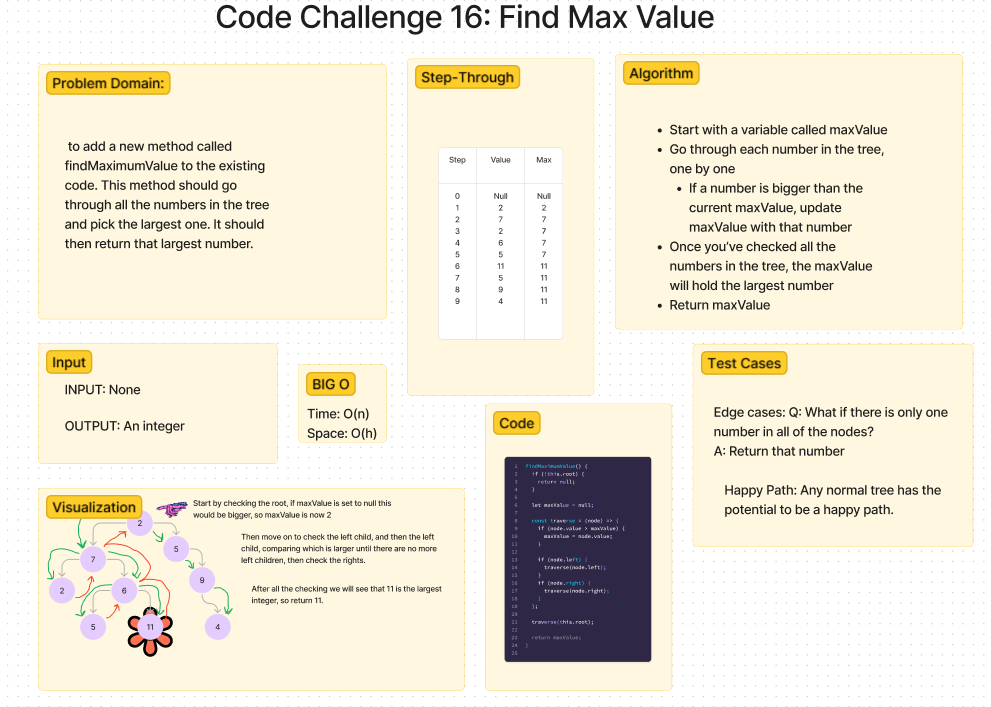 Code Challenge 16: Find Max Value
Problem Domain:
to add a new method called
findMaximumValue to the existing
code. This method should go
through all the numbers in the tree
and pick the largest one. It should
then return that largest number.
Step-Through
Step Value Max
0 Null Null
1 2 2
2 7 7
3 2 7
4 6 7
5 5 7
6 11 11
7 5 11
8 9 11
9 4 11
Algorithm
• Start with a variable called maxValue
• Go through each number in the tree,
one by one
• If a number is bigger than the
current maxValue, update
maxValue with that number
• Once you've checked all the
numbers in the tree, the maxValue
will hold the largest number
• Return maxValue
Input
INPUT: None
OUTPUT: An integer
BIG O
Time: O(n)
Space: O(h)
Test Cases
Edge cases: Q: What if there is only one
number in all of the nodes?
A: Return that number
Happy Path: Any normal tree has the
potential to be a happy path.
Code
1 findMaximumValue() {
2 if (!this.root) {
3 return null;
4 }
5
6 let maxValue = null;
7
8 const traverse = (node) => {
9 if (node.value > maxValue) {
10 maxValue = node.value;
11 }
12
13 if (node.left) {
14 traverse(node.left);
15 }
16 if (node.right) {
17 traverse(node.right);
18 }
19 };
20
21 traverse(this.root);
22
23 return maxValue;
24 }
25
Visualization
Start by checking the root, if maxValue is set to null this
would be bigger, so maxValue is now 2
Then move on to check the left child, and then the left
child, comparing which is larger until there are no more
left children, then check the rights.
After all the checking we will see that 11 is the largest
integer, so return 11.
2
7
5
2
6
9
5
11
4